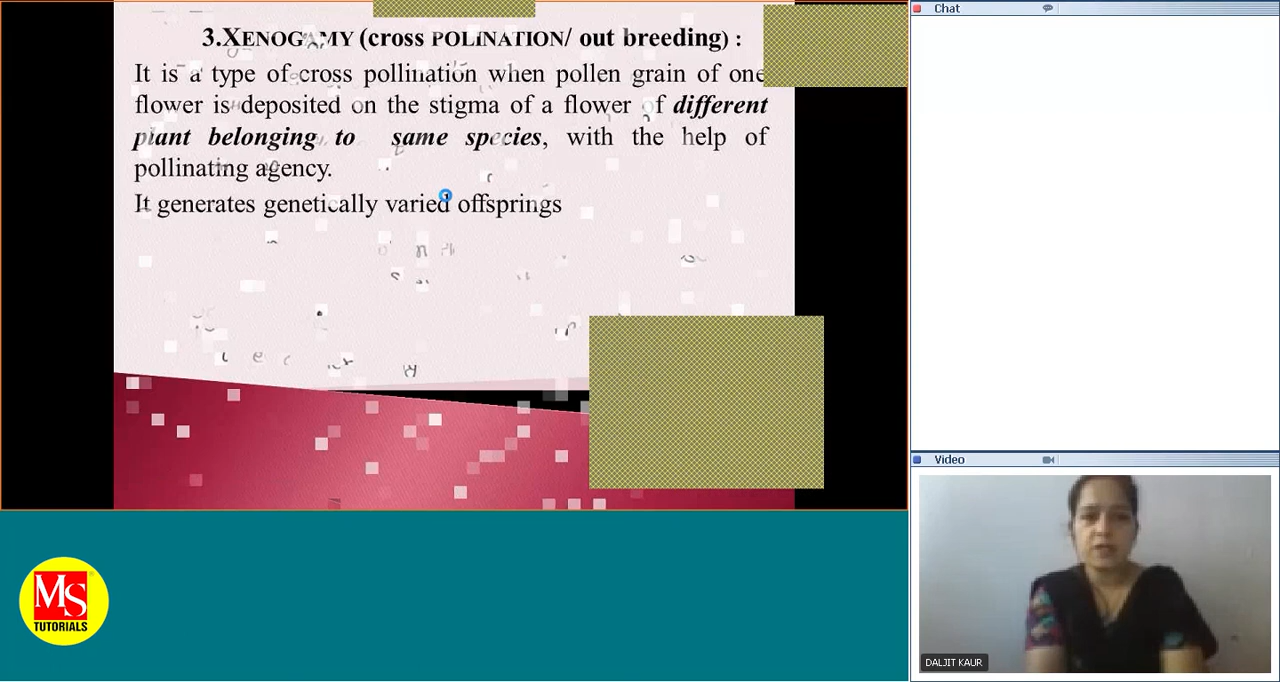 3.XENOGAMY (cross POLINATION/ out breeding) :
It is a type of cross pollination when pollen grain of one
flower is deposited on the stigma of a flower of different
plant belonging to same species, with the help of
pollinating agency.
It generates genetically varied offsprings
Chat
Video
DALJIT KAUR
MS
TUTORIALS